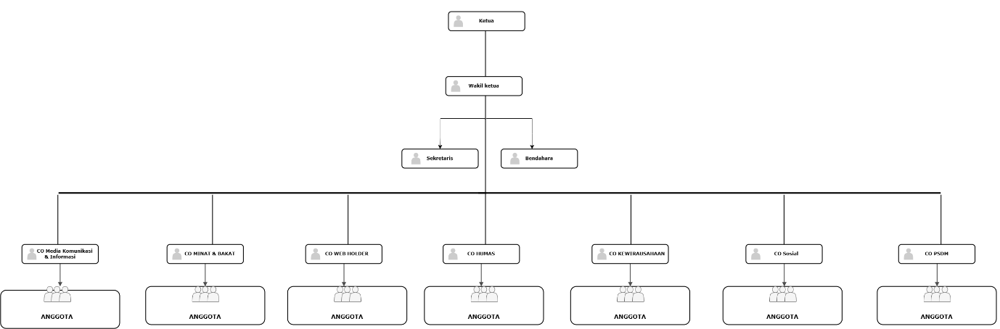 Ketua
Wakil ketua
Sekretaris
Bendahara
CO Media Komunikasi
& Informasi
CO MINAT & BAKAT
CO WEB HOLDER
CO HUMAS
CO KEWIRAUSAHAAN
CO Sosial
CO PSDM
ANGGOTA
ANGGOTA
ANGGOTA
ANGGOTA
ANGGOTA
ANGGOTA
ANGGOTA